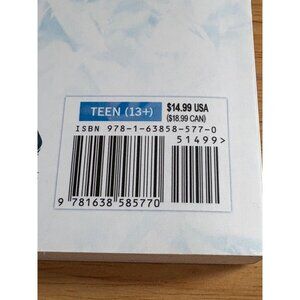 TEEN (13+)
$14.99 USA
($18.99 CAN)
ISBN 978-1-63858-577-0
51499>
9 781638 585770